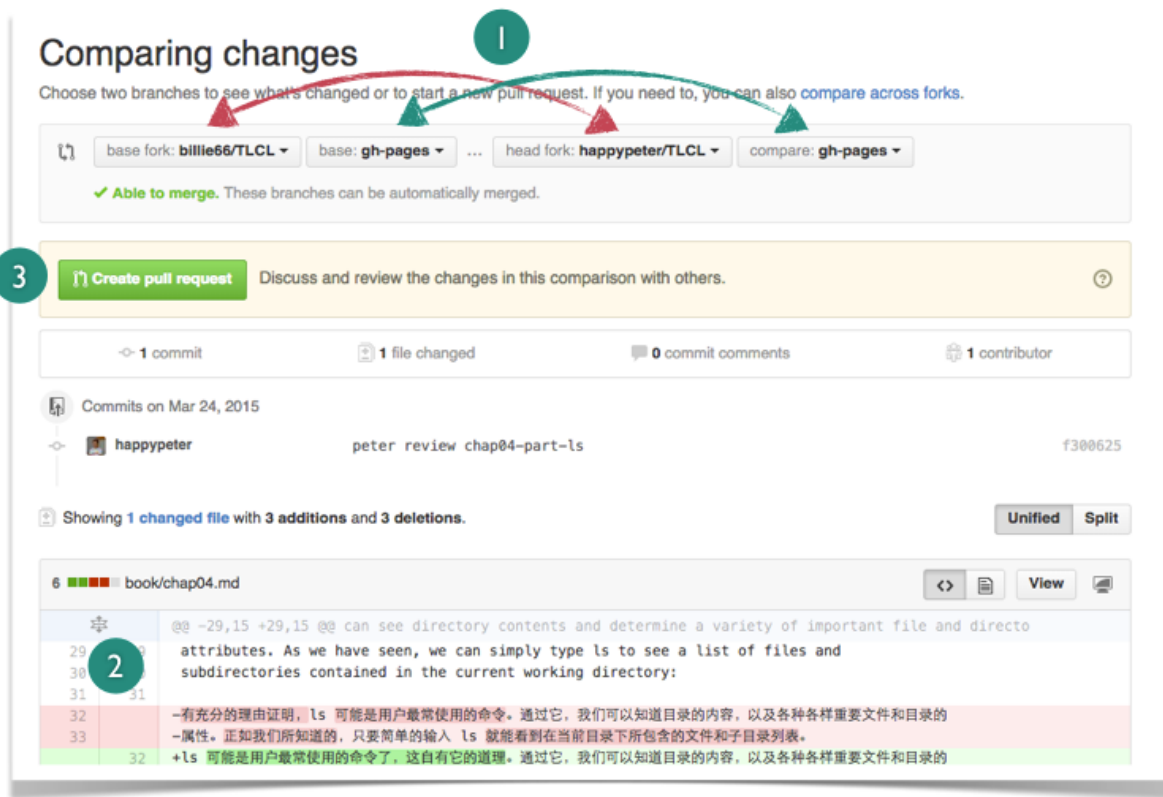 1
Comparing changes
Choose two branches to see what's changed or to start a new pull request. If you need to, you can also compare across forks.
base fork: billie66/TLCL base: gh-pages ... head fork: happypeter/TLCL compare: gh-pages
✓ Able to merge. These branches can be automatically merged.
3
Create pull request Discuss and review the changes in this comparison with others. ?
1 commit 1 file changed 0 commit comments 1 contributor
Commits on Mar 24, 2015
happypeter peter review chap04-part-ls f300625
Showing 1 changed file with 3 additions and 3 deletions. Unified Split
6 book/chap04.md <> View
@@ -29,15 +29,15 @@ can see directory contents and determine a variety of important file and directo
29 attributes. As we have seen, we can simply type ls to see a list of files and
2
30 subdirectories contained in the current working directory:
31 31
32 -有充分的理由证明，ls 可能是用户最常使用的命令。通过它，我们可以知道目录的内容，以及各种各样重要文件和目录的
33 -属性。正如我们所知道的，只要简单的输入 ls 就能看到在当前目录下所包含的文件和子目录列表。
32 +ls 可能是用户最常使用的命令了，这自有它的道理。通过它，我们可以知道目录的内容，以及各种各样重要文件和目录的